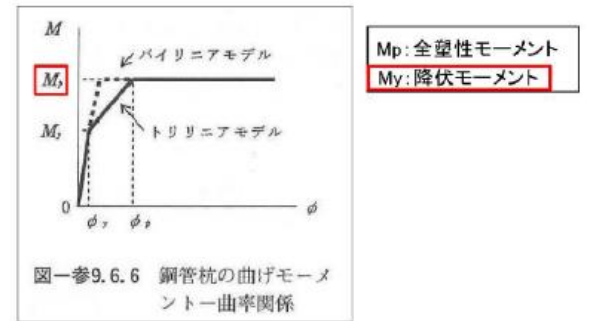 M
バイリニアモデル
Mp
My
トリリニアモデル
0
φy φp
φ
図-参9.6.6 鋼管杭の曲げモーメ
ントー曲率関係
Mp:全塑性モーメント
My:降伏モーメント